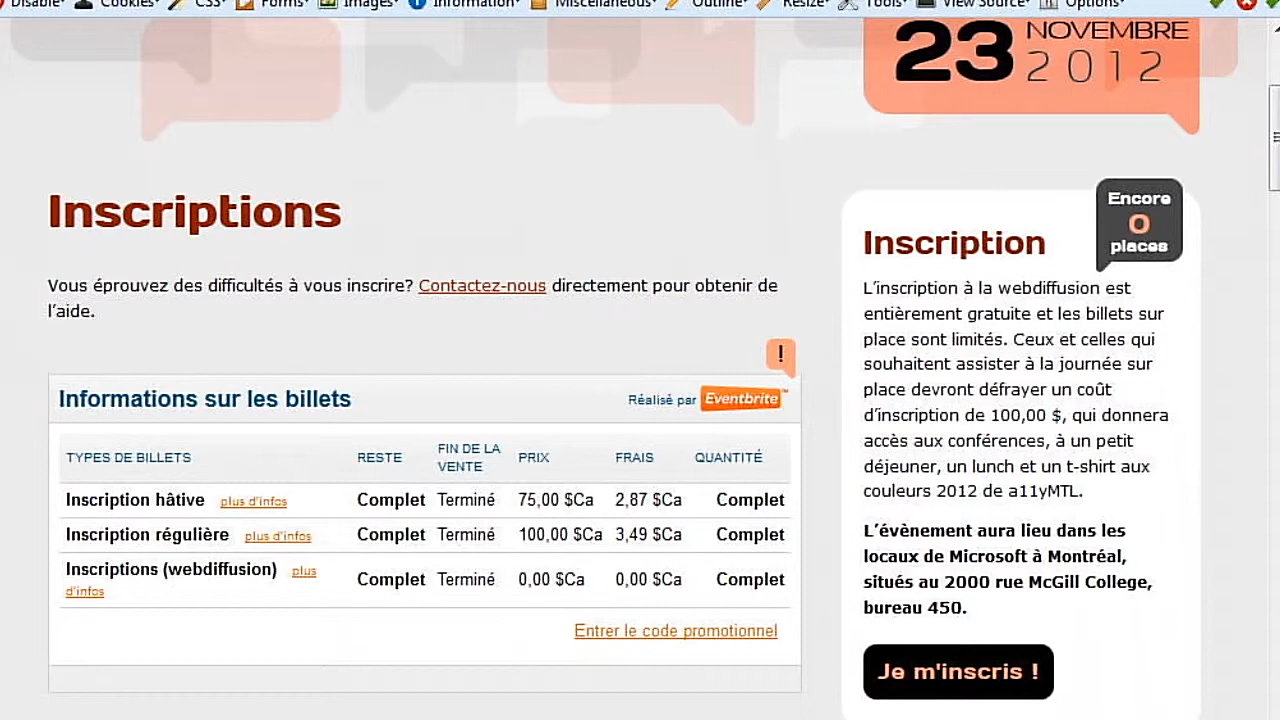 Disable Cookies CSS Forms Images Information Miscellaneous Outline Resize Tools View Source Options
23 NOVEMBRE
2012
Inscriptions
Vous éprouvez des difficultés à vous inscrire? Contactez-nous directement pour obtenir de
l'aide.
!
Informations sur les billets
Réalisé par Eventbrite™
TYPES DE BILLETS RESTE FIN DE LA VENTE PRIX FRAIS QUANTITÉ
Inscription hâtive plus d'infos Complet Terminé 75,00 $Ca 2,87 $Ca Complet
Inscription régulière plus d'infos Complet Terminé 100,00 $Ca 3,49 $Ca Complet
Inscriptions (webdiffusion) plus d'infos Complet Terminé 0,00 $Ca 0,00 $Ca Complet
Entrer le code promotionnel
Encore
0
places
Inscription
L'inscription à la webdiffusion est
entièrement gratuite et les billets sur
place sont limités. Ceux et celles qui
souhaitent assister à la journée sur
place devront défrayer un coût
d'inscription de 100,00 $, qui donnera
accès aux conférences, à un petit
déjeuner, un lunch et un t-shirt aux
couleurs 2012 de a11yMTL.
L'évènement aura lieu dans les
locaux de Microsoft à Montréal,
situés au 2000 rue McGill College,
bureau 450.
Je m'inscris !